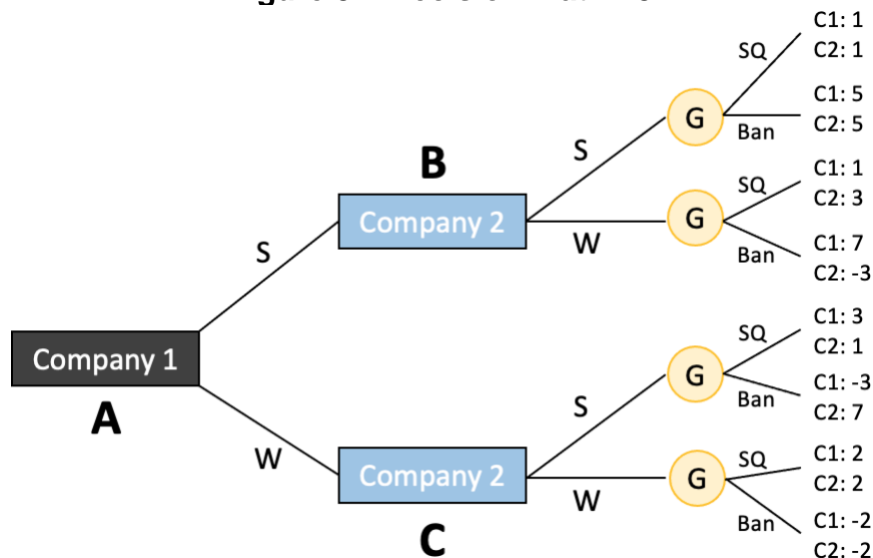 SQ
C1: 1
C2: 1
G
Ban
C1: 5
C2: 5
S
B
Company 2
W
SQ
C1: 1
C2: 3
G
Ban
C1: 7
C2: -3
S
Company 1
A
W
SQ
C1: 3
C2: 1
G
Ban
C1: -3
C2: 7
S
Company 2
C
W
SQ
C1: 2
C2: 2
G
Ban
C1: -2
C2: -2